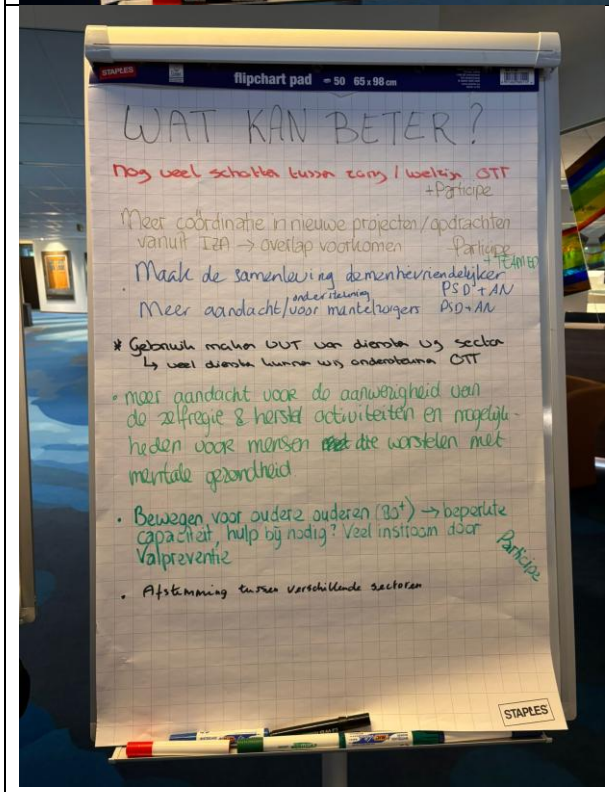 STAPLES
flipchart pad = 50 65 x 98 cm
WAT KAN BETER?
nog veel schotten tussen zorg / welzijn OTT
+ Participe
Meer coördinatie in nieuwe projecten/opdrachten
vanuit IZA → overlap voorkomen Participe
+ TEAMED
. Maak de samenleving dementievriendelijker
PSD + AN
ondersteuning
Meer aandacht/voor mantelzorgers PSD + AN
* Gebruik maken van diensten uit sector
↳ veel diensten kunnen wij ondersteunen OTT
• meer aandacht voor de aanwezigheid van
de zelfregie & herstel activiteiten en mogelijk-
heden voor mensen die worstelen met
mentale gezondheid
• Bewegen voor oudere ouderen (80+) → beperkte
capaciteit, hulp bij nodig? Veel instroom door
Valpreventie
Participe
. Afstemming tussen verschillende sectoren
STAPLES